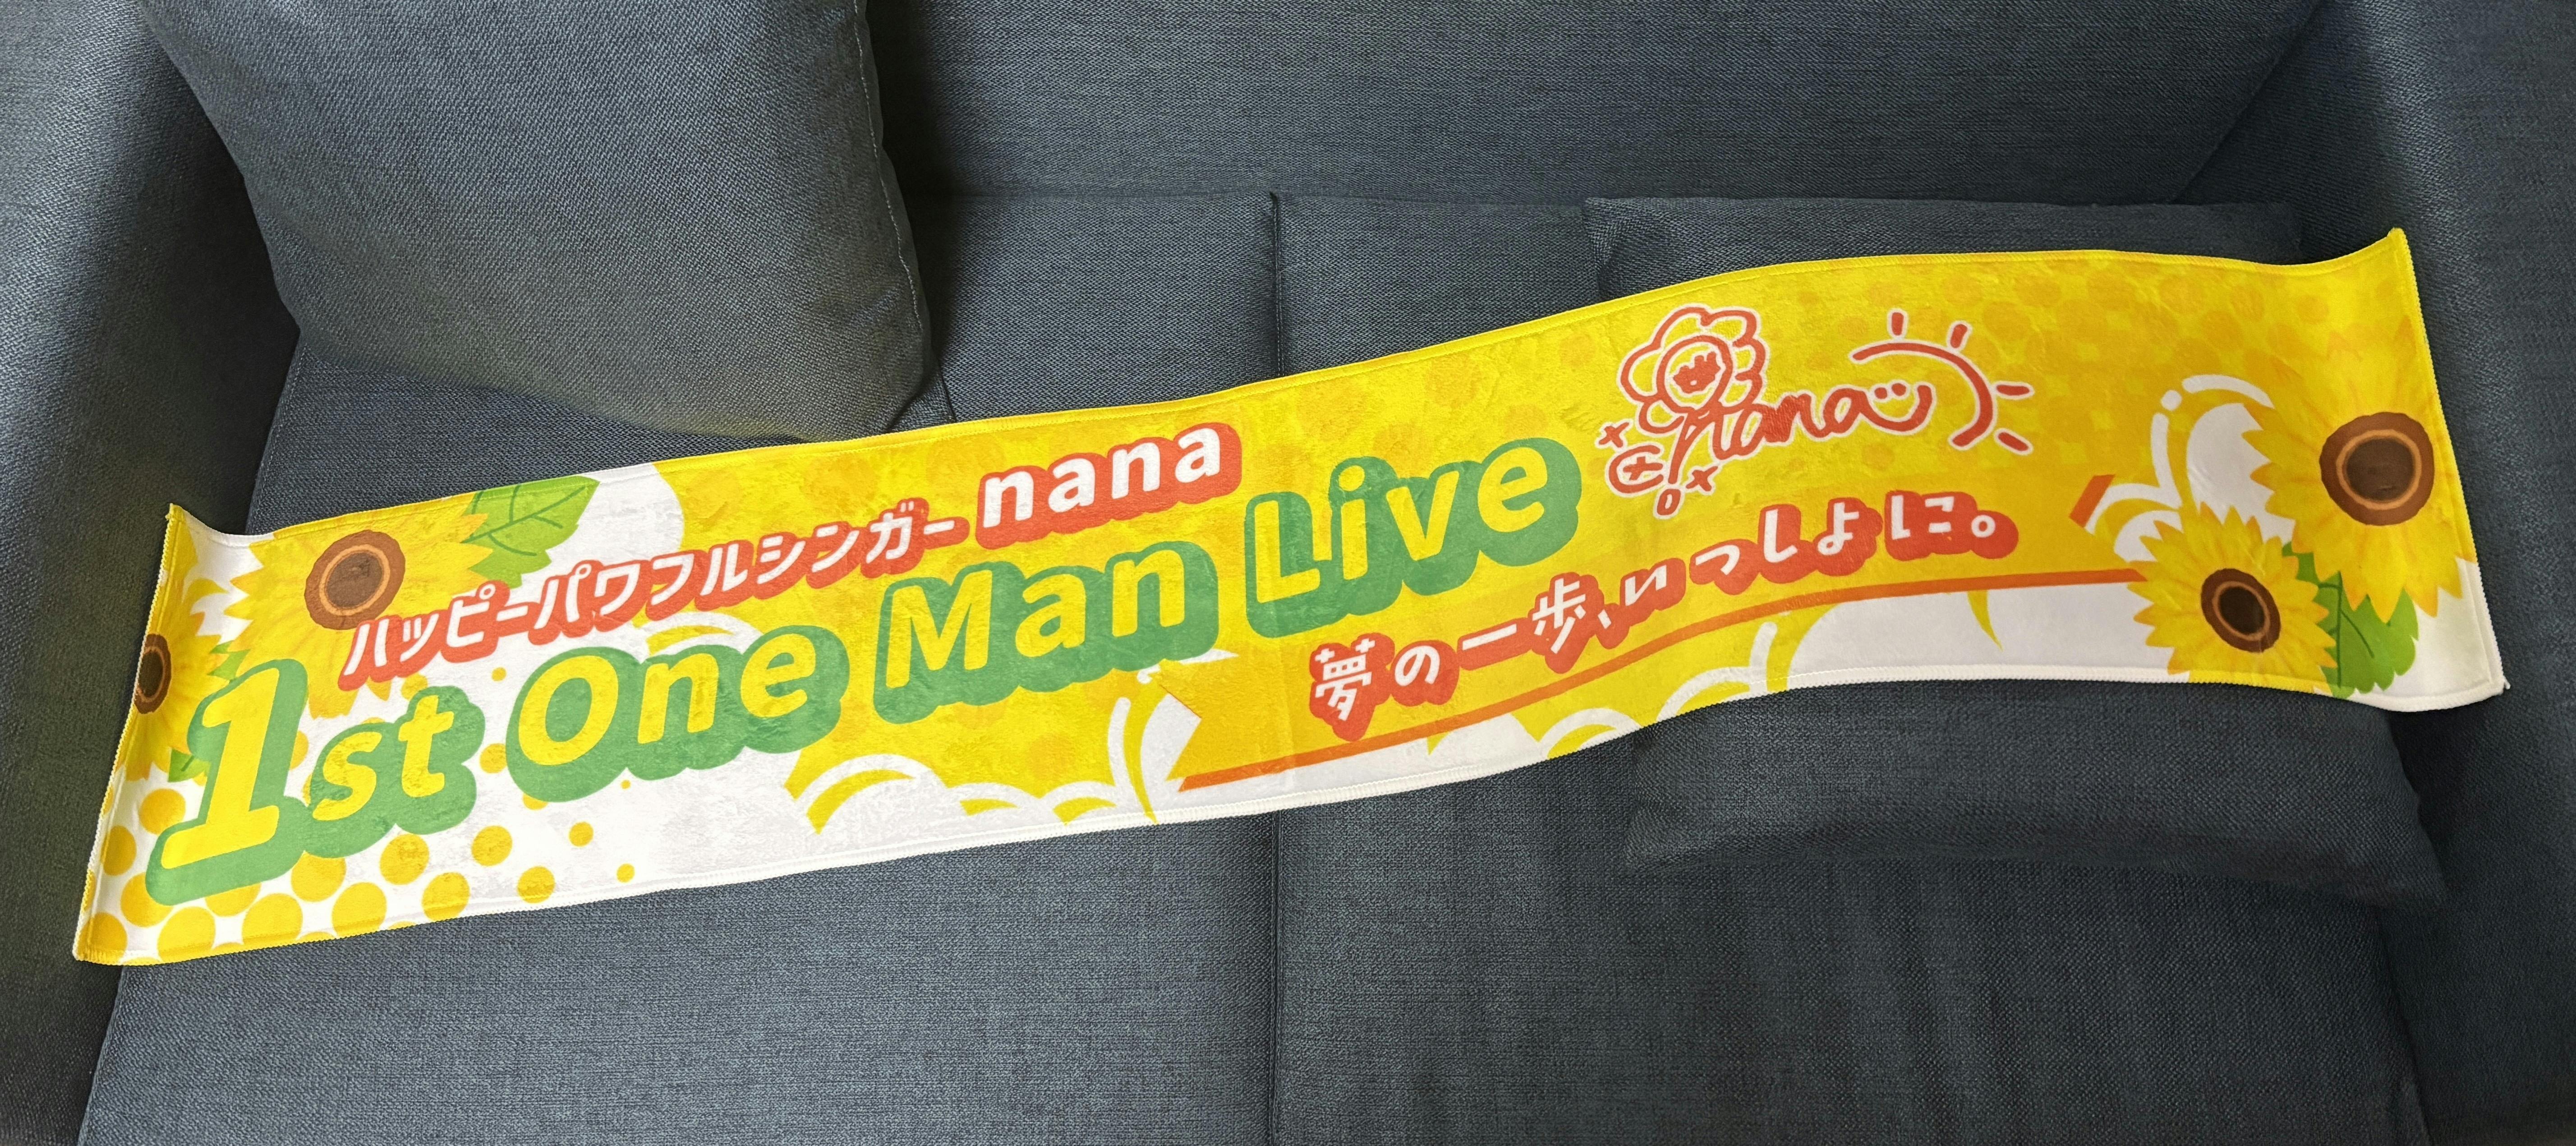 ハッピーパワフルシンガー nana
1st One Man Live
nana
夢の一歩、いっしょに。